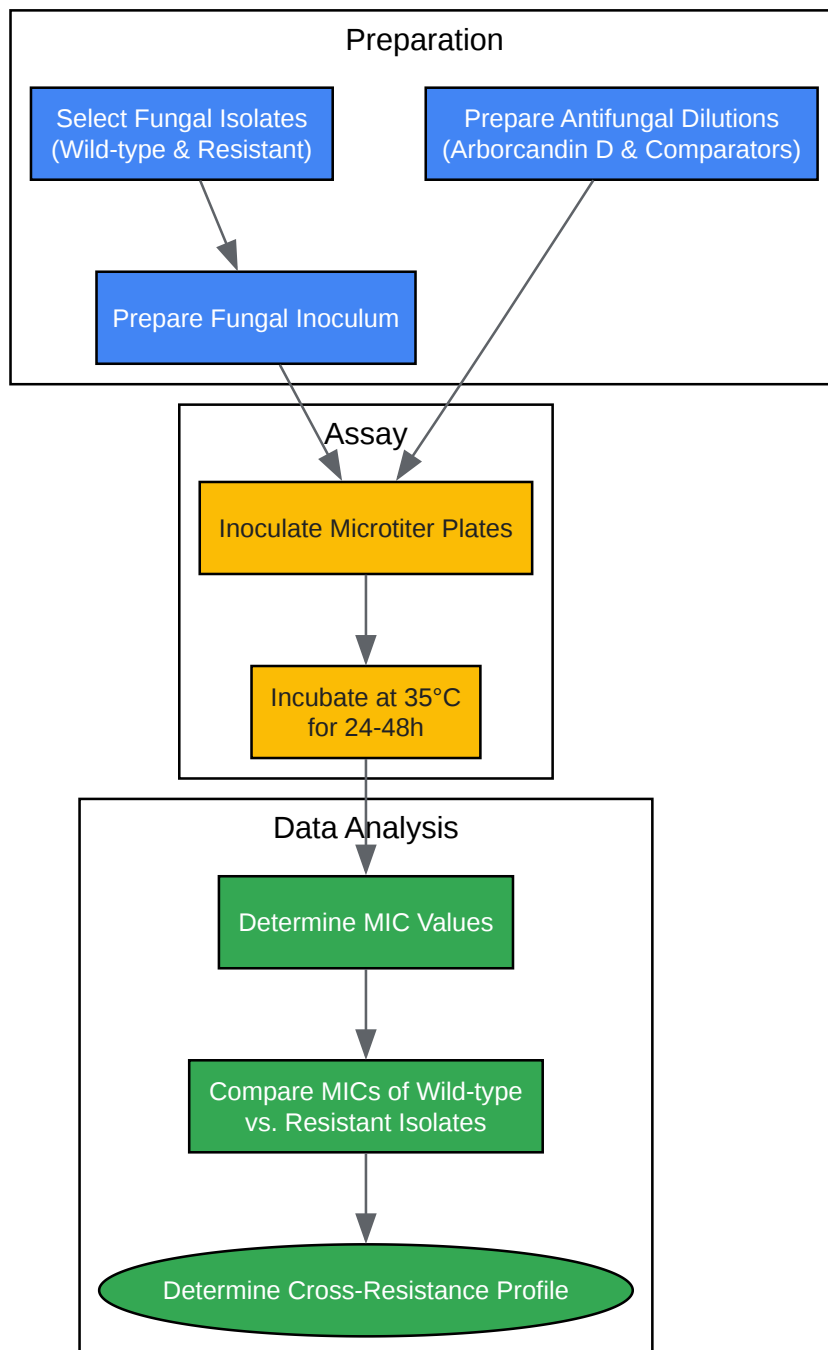 Preparation
Select Fungal Isolates
(Wild-type & Resistant)
Prepare Antifungal Dilutions
(Arborcandin D & Comparators)
Prepare Fungal Inoculum
Assay
Inoculate Microtiter Plates
Incubate at 35°C
for 24-48h
Data Analysis
Determine MIC Values
Compare MICs of Wild-type
vs. Resistant Isolates
Determine Cross-Resistance Profile